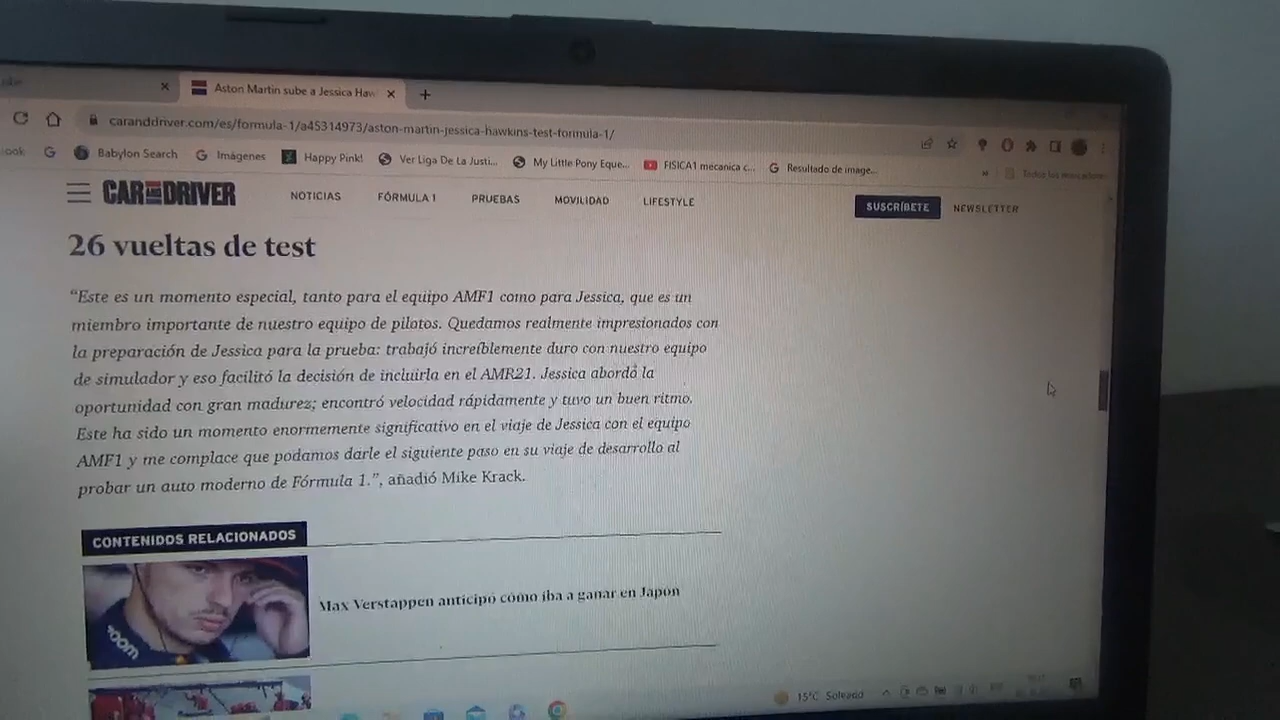 Aston Martin sube a Jessica Haw
caranddriver.com/es/formula-1/a45314973/aston-martin-jessica-hawkins-test-formula-1/
ook
Babylon Search
Imágenes
Happy Pink!
Ver Liga De La Justi...
My Little Pony Eque...
FISICA1 mecanica c...
Resultado de image...
»
Todos los marcadores
CAR AND DRIVER
NOTICIAS
FÓRMULA 1
PRUEBAS
MOVILIDAD
LIFESTYLE
SUSCRÍBETE
NEWSLETTER
26 vueltas de test
“Este es un momento especial, tanto para el equipo AMF1 como para Jessica, que es un
miembro importante de nuestro equipo de pilotos. Quedamos realmente impresionados con
la preparación de Jessica para la prueba: trabajó increíblemente duro con nuestro equipo
de simulador y eso facilitó la decisión de incluirla en el AMR21. Jessica abordó la
oportunidad con gran madurez; encontró velocidad rápidamente y tuvo un buen ritmo.
Este ha sido un momento enormemente significativo en el viaje de Jessica con el equipo
AMF1 y me complace que podamos darle el siguiente paso en su viaje de desarrollo al
probar un auto moderno de Fórmula 1.”, añadió Mike Krack.
CONTENIDOS RELACIONADOS
Max Verstappen anticipó cómo iba a ganar en Japón
zoom
15°C Soleado